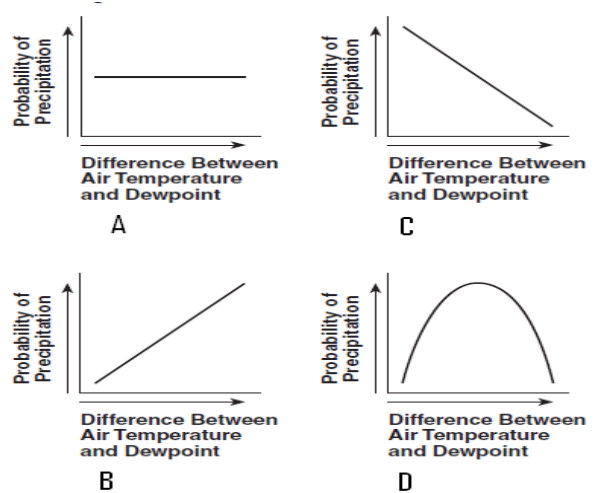 Probability of
Precipitation
Difference Between
Air Temperature
and Dewpoint
A
Probability of
Precipitation
Difference Between
Air Temperature
and Dewpoint
C
Probability of
Precipitation
Difference Between
Air Temperature
and Dewpoint
B
Probability of
Precipitation
Difference Between
Air Temperature
and Dewpoint
D